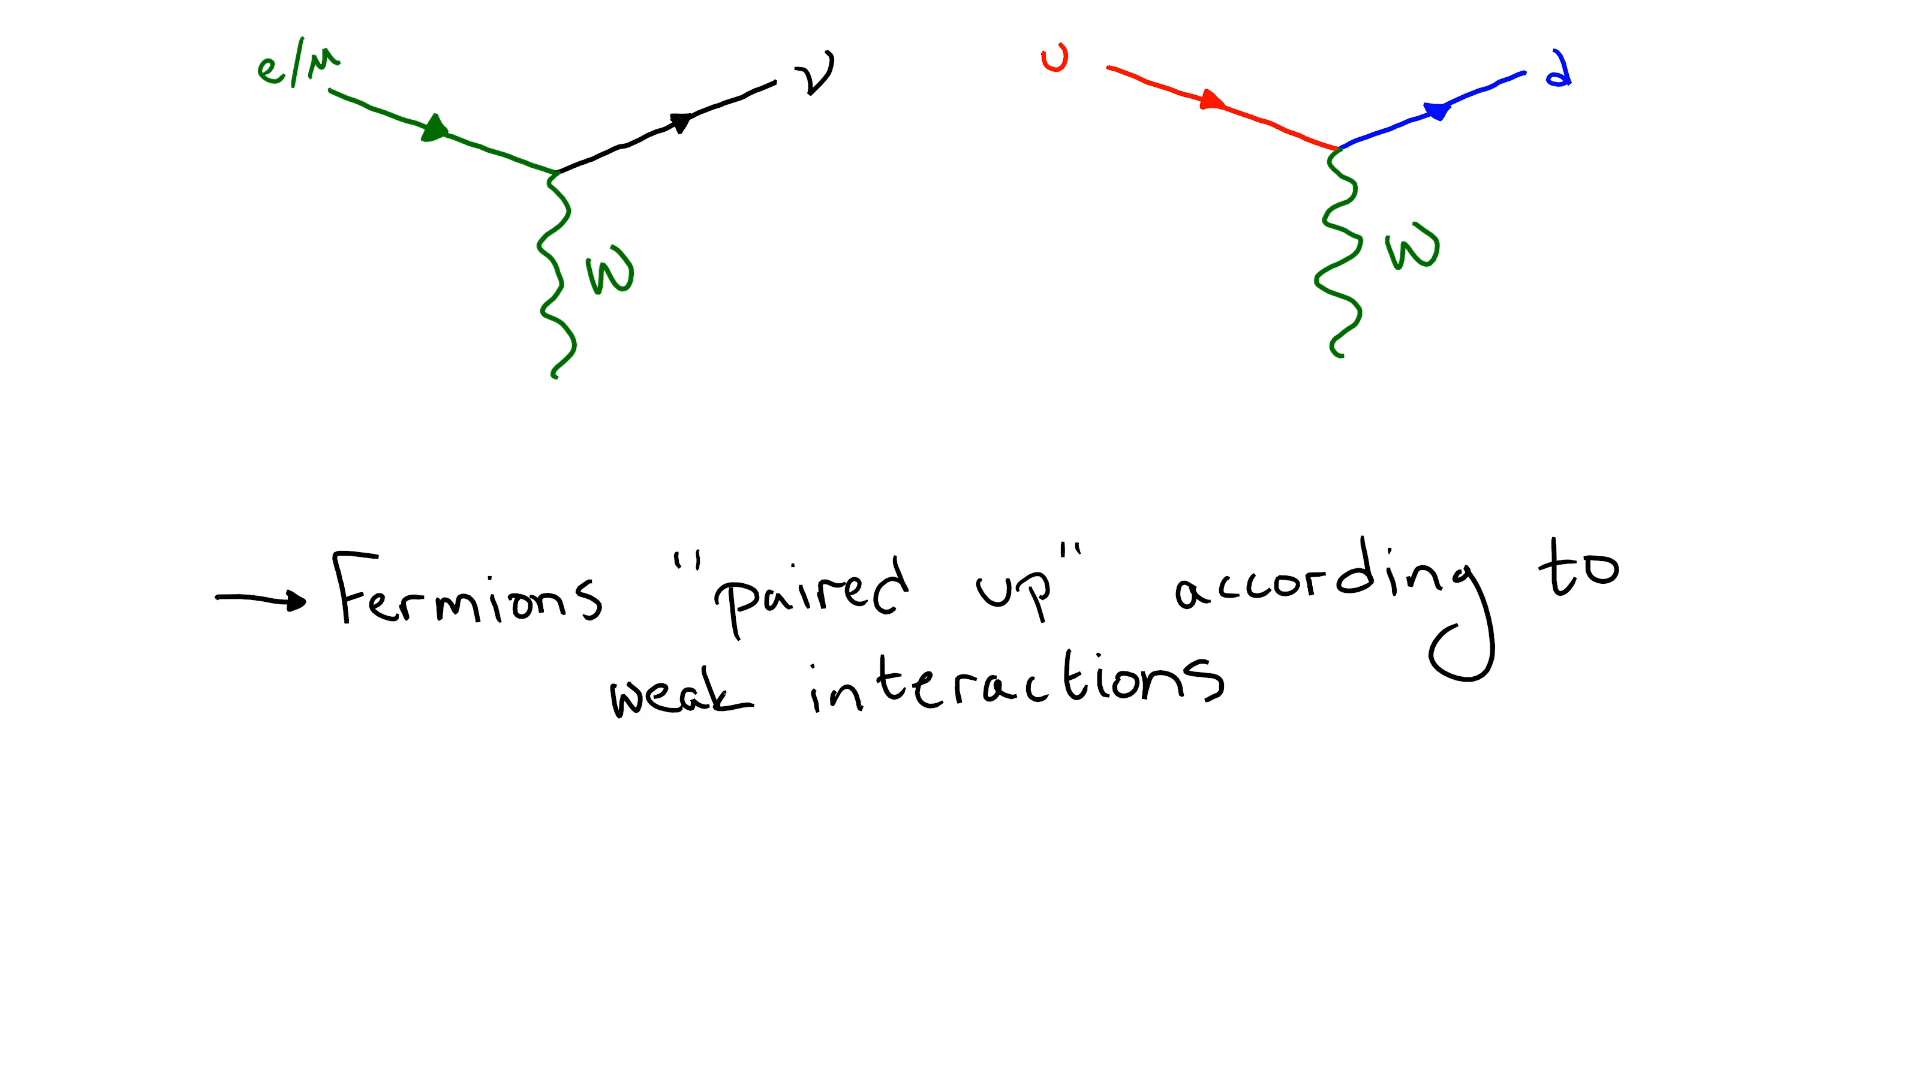 e/μ ν u d
W W
→ Fermions "paired up" according to
weak interactions